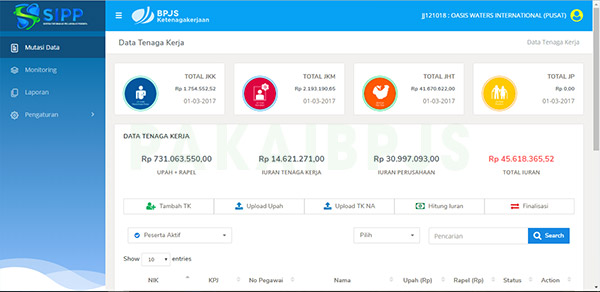 SIPP
BPJS
Ketenagakerjaan
JJ121018 : OASIS WATERS INTERNATIONAL (PUSAT)
Mutasi Data
Monitoring
Laporan
Pengaturan
Data Tenaga Kerja
Data Tenaga Kerja
TOTAL JKK
Rp 1.754.552,52
01-03-2017
TOTAL JKM
Rp 2.193.190,65
01-03-2017
TOTAL JHT
Rp 41.670.622,00
01-03-2017
TOTAL JP
Rp 0,00
01-03-2017
PAKAIBPJS
DATA TENAGA KERJA
Rp 731.063.550,00
UPAH + RAPEL
Rp 14.621.271,00
IURAN TENAGA KERJA
Rp 30.997.093,00
IURAN PERUSAHAAN
Rp 45.618.365,52
TOTAL IURAN
Tambah TK
Upload Upah
Upload TK NA
Hitung Iuran
Finalisasi
Peserta Aktif
Pilih
Pencarian
Search
Show 10 entries
NIK KPJ No Pegawai Nama Upah (Rp) Rapel (Rp) Status Action